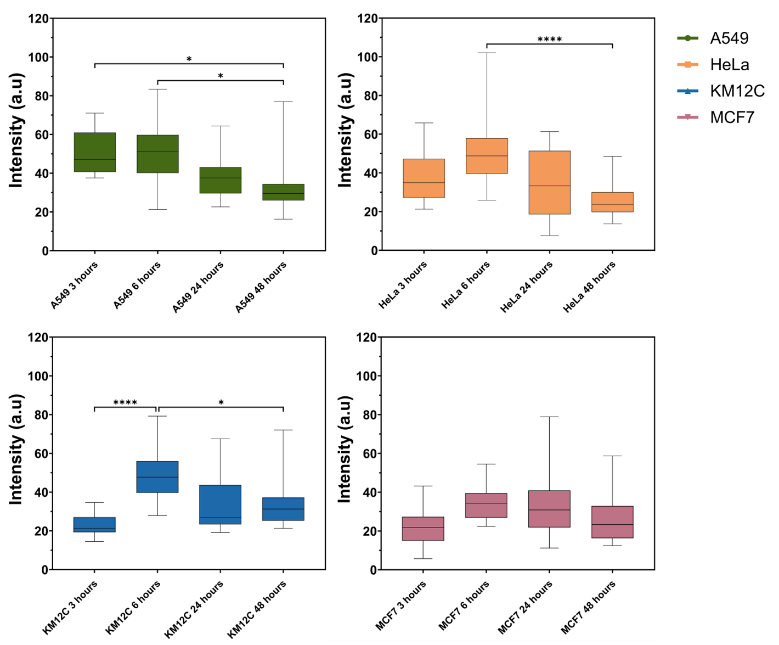 120
100
80
60
40
20
0
Intensity (a.u)
*
*
A549 3 hours
A549 6 hours
A549 24 hours
A549 48 hours
120
100
80
60
40
20
0
Intensity (a.u)
****
HeLa 3 hours
HeLa 6 hours
HeLa 24 hours
HeLa 48 hours
A549
HeLa
KM12C
MCF7
120
100
80
60
40
20
0
Intensity (a.u)
****
*
KM12C 3 hours
KM12C 6 hours
KM12C 24 hours
KM12C 48 hours
120
100
80
60
40
20
0
Intensity (a.u)
MCF7 3 hours
MCF7 6 hours
MCF7 24 hours
MCF7 48 hours